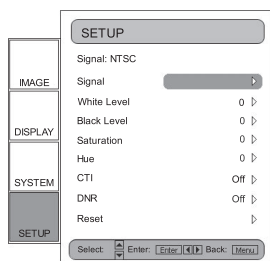 SETUP
Signal: NTSC
Signal
White Level 0
Black Level 0
Saturation 0
Hue 0
CTI Off
DNR Off
Reset
IMAGE
DISPLAY
SYSTEM
SETUP
Select: Enter: Enter Back: Menu